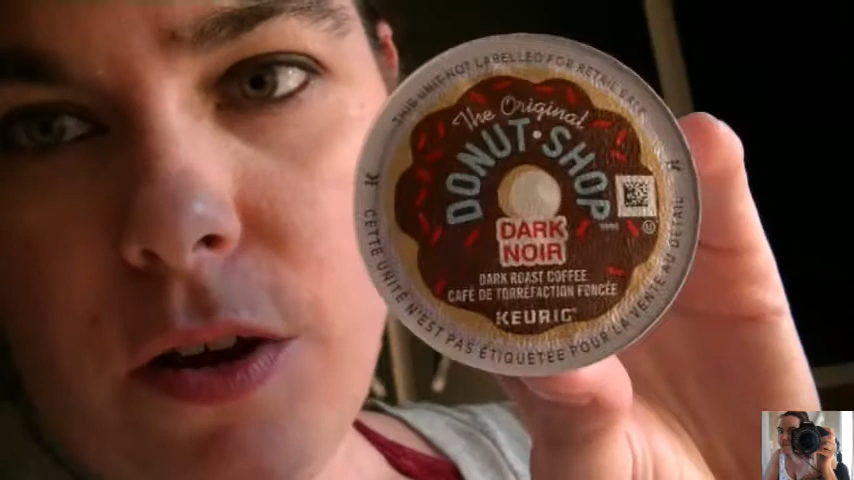 THIS UNIT NOT LABELLED FOR RETAIL SALE
The Original
DONUT·SHOP
DARK
NOIR
DARK ROAST COFFEE
CAFÉ DE TORRÉFACTION FONCÉE
KEURIG
CETTE UNITÉ N'EST PAS ÉTIQUETÉE POUR LA VENTE AU DÉTAIL